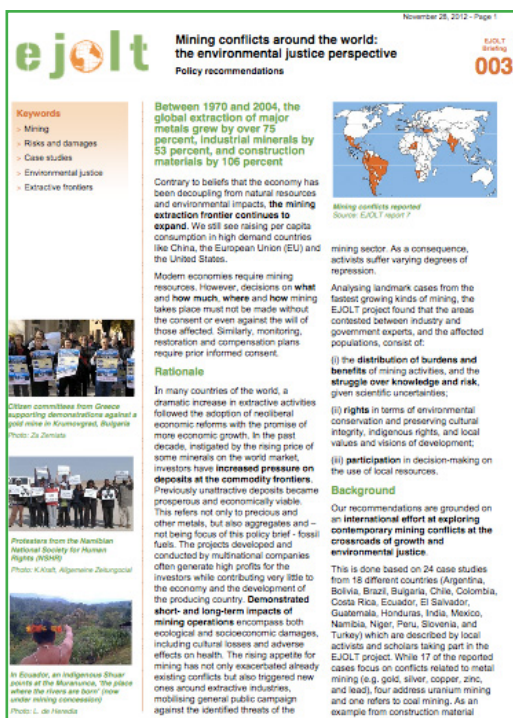 November 28, 2012 - Page 1
ejolt
Mining conflicts around the world:
the environmental justice perspective
Policy recommendations
EJOLT
Briefing
003
Keywords
> Mining
> Risks and damages
> Case studies
> Environmental justice
> Extractive frontiers
Citizen committees from Greece
supporting demonstrations against a
gold mine in Krumovgrad, Bulgaria
Photo: Za Zemiata
Protesters from the Namibian
National Society for Human
Rights (NSHR)
Photo: K.Kraft, Allgemeine Zeitungocial
In Ecuador, an indigenous Shuar
points at the Muranunca, 'the place
where the rivers are born' (now
under mining concession)
Photo: L. de Heredia
Between 1970 and 2004, the
global extraction of major
metals grew by over 75
percent, industrial minerals by
53 percent, and construction
materials by 106 percent
Contrary to beliefs that the economy has
been decoupling from natural resources
and environmental impacts, the mining
extraction frontier continues to
expand. We still see raising per capita
consumption in high demand countries
like China, the European Union (EU) and
the United States.
Modern economies require mining
resources. However, decisions on what
and how much, where and how mining
takes place must not be made without
the consent or even against the will of
those affected. Similarly, monitoring,
restoration and compensation plans
require prior informed consent.
Rationale
In many countries of the world, a
dramatic increase in extractive activities
followed the adoption of neoliberal
economic reforms with the promise of
more economic growth. In the past
decade, instigated by the rising price of
some minerals on the world market,
investors have increased pressure on
deposits at the commodity frontiers.
Previously unattractive deposits became
prosperous and economically viable.
This refers not only to precious and
other metals, but also aggregates and –
not being focus of this policy brief - fossil
fuels. The projects developed and
conducted by multinational companies
often generate high profits for the
investors while contributing very little to
the economy and the development of
the producing country. Demonstrated
short- and long-term impacts of
mining operations encompass both
ecological and socioeconomic damages,
including cultural losses and adverse
effects on health. The rising appetite for
mining has not only exacerbated already
existing conflicts but also triggered new
ones around extractive industries,
mobilising general public campaign
against the identified threats of the
Mining conflicts reported
Source: EJOLT report 7
mining sector. As a consequence,
activists suffer varying degrees of
repression.
Analysing landmark cases from the
fastest growing kinds of mining, the
EJOLT project found that the areas
contested between industry and
government experts, and the affected
populations, consist of:
(i) the distribution of burdens and
benefits of mining activities, and the
struggle over knowledge and risk,
given scientific uncertainties;
(ii) rights in terms of environmental
conservation and preserving cultural
integrity, indigenous rights, and local
values and visions of development;
(iii) participation in decision-making on
the use of local resources.
Background
Our recommendations are grounded on
an international effort at exploring
contemporary mining conflicts at the
crossroads of growth and
environmental justice.
This is done based on 24 case studies
from 18 different countries (Argentina,
Bolivia, Brazil, Bulgaria, Chile, Colombia,
Costa Rica, Ecuador, El Salvador,
Guatemala, Honduras, India, Mexico,
Namibia, Niger, Peru, Slovenia, and
Turkey) which are described by local
activists and scholars taking part in the
EJOLT project. While 17 of the reported
cases focus on conflicts related to metal
mining (e.g. gold, silver, copper, zinc,
and lead), four address uranium mining
and one refers to coal mining. As an
example from construction material